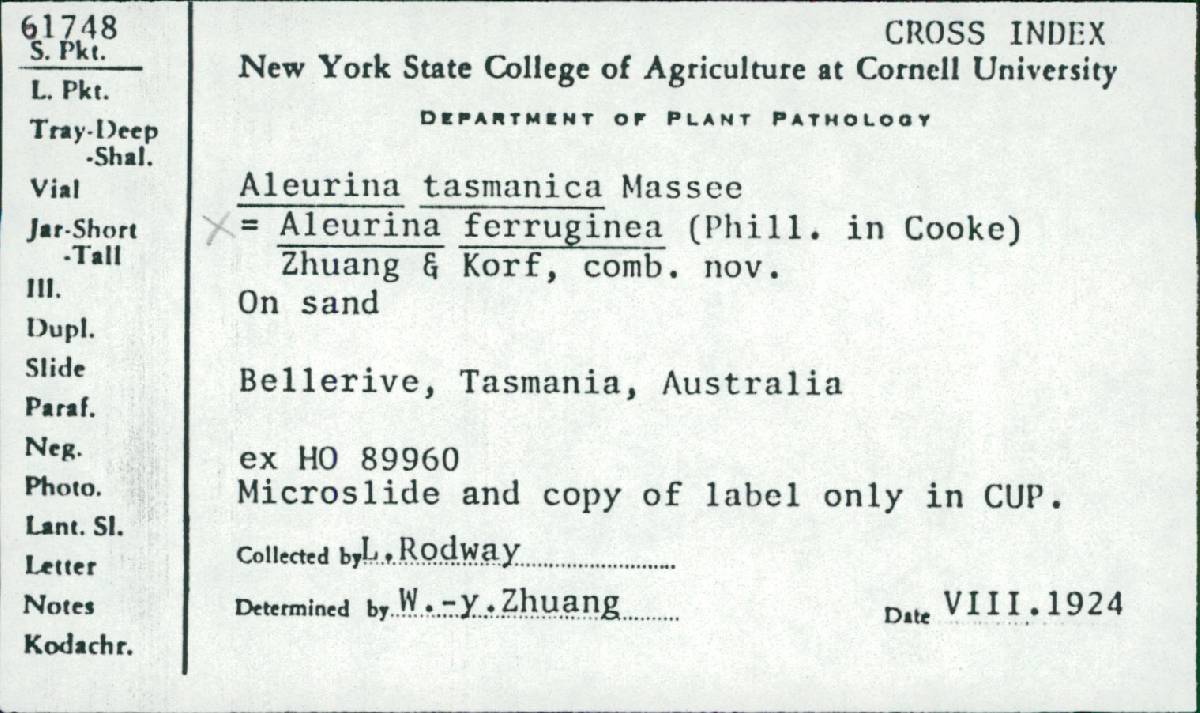 61748
CROSS INDEX
S. Pkt.
L. Pkt.
Tray-Deep
-Shal.
Vial
Jar-Short
-Tall
Ill.
Dupl.
Slide
Paraf.
Neg.
Photo.
Lant. Sl.
Letter
Notes
Kodachr.
New York State College of Agriculture at Cornell University
DEPARTMENT OF PLANT PATHOLOGY
Aleurina tasmanica Massee
X = Aleurina ferruginea (Phill. in Cooke)
Zhuang & Korf, comb. nov.
On sand
Bellerive, Tasmania, Australia
ex HO 89960
Microslide and copy of label only in CUP.
Collected by L. Rodway
Determined by W.-y. Zhuang
Date VIII.1924